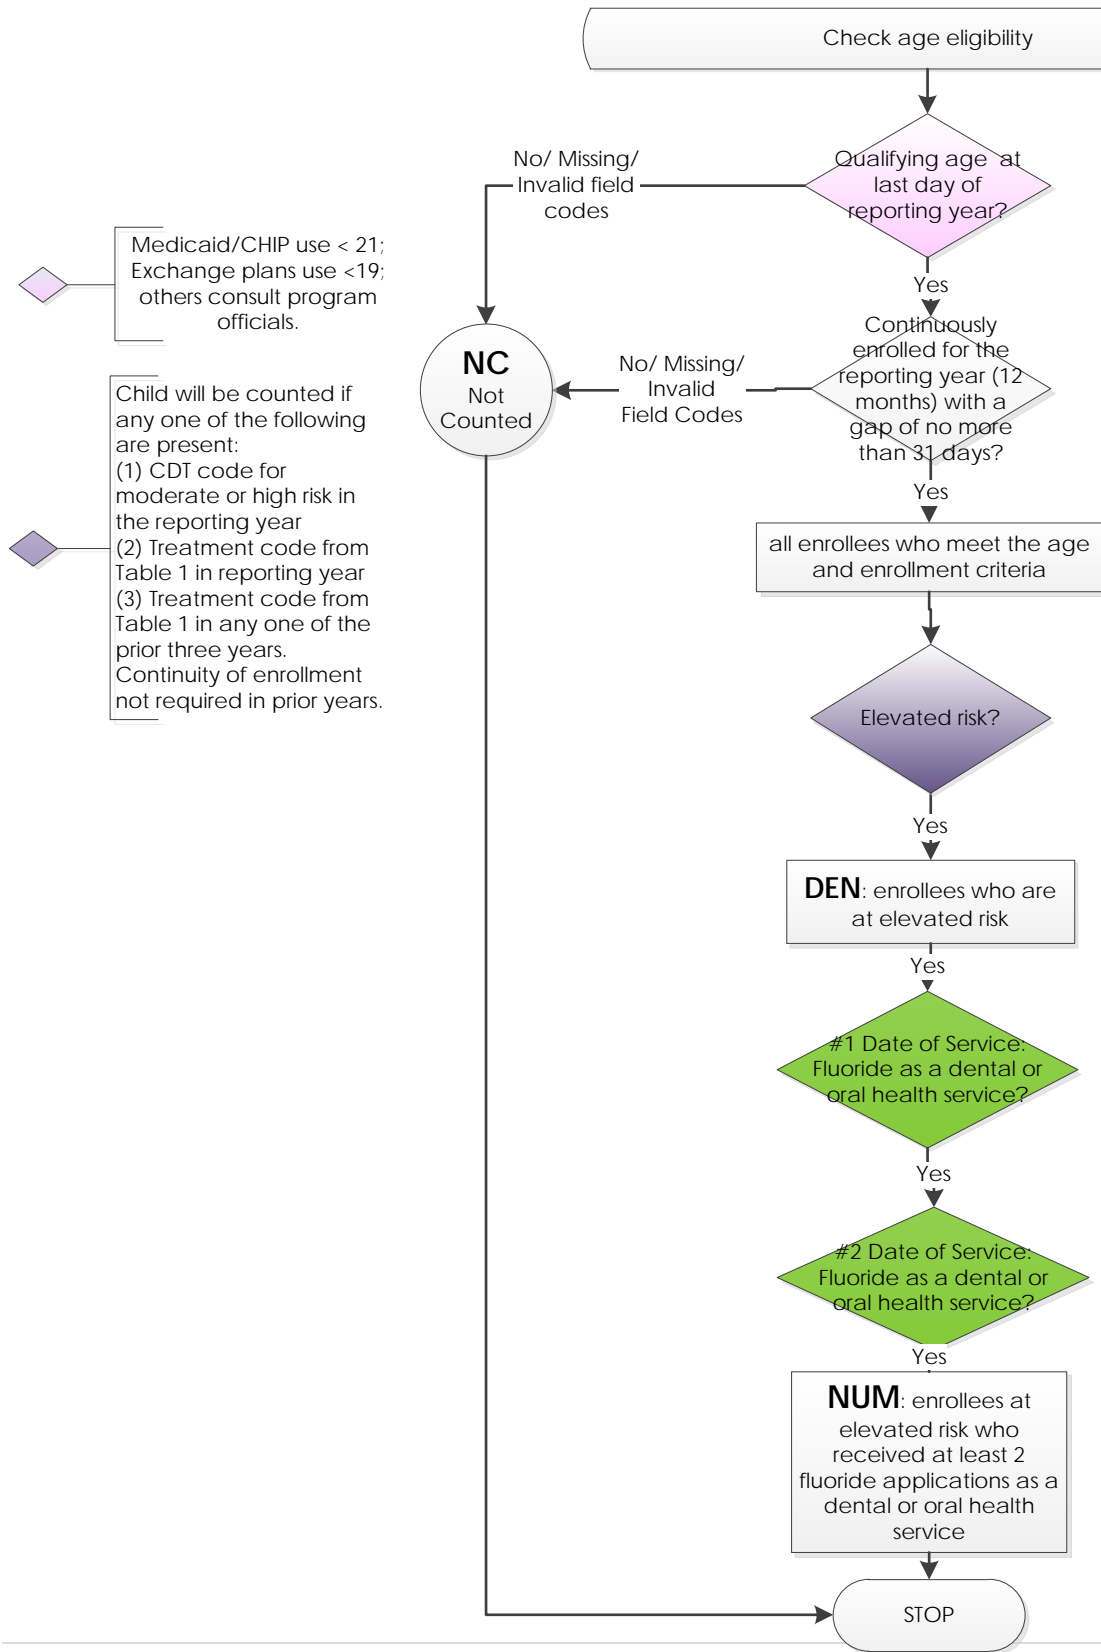 Check age eligibility
No/ Missing/
Invalid field
codes
Qualifying age at
last day of
reporting year?
Medicaid/CHIP use < 21;
Exchange plans use <19;
others consult program
officials.
Yes
NC
Not
Counted
No/ Missing/
Invalid
Field Codes
Continuously
enrolled for the
reporting year (12
months) with a
gap of no more
than 31 days?
Child will be counted if
any one of the following
are present:
(1) CDT code for
moderate or high risk in
the reporting year
(2) Treatment code from
Table 1 in reporting year
(3) Treatment code from
Table 1 in any one of the
prior three years.
Continuity of enrollment
not required in prior years.
Yes
all enrollees who meet the age
and enrollment criteria
Elevated risk?
Yes
DEN: enrollees who are
at elevated risk
Yes
#1 Date of Service:
Fluoride as a dental or
oral health service?
Yes
#2 Date of Service:
Fluoride as a dental or
oral health service?
Yes
NUM: enrollees at
elevated risk who
received at least 2
fluoride applications as a
dental or oral health
service
STOP